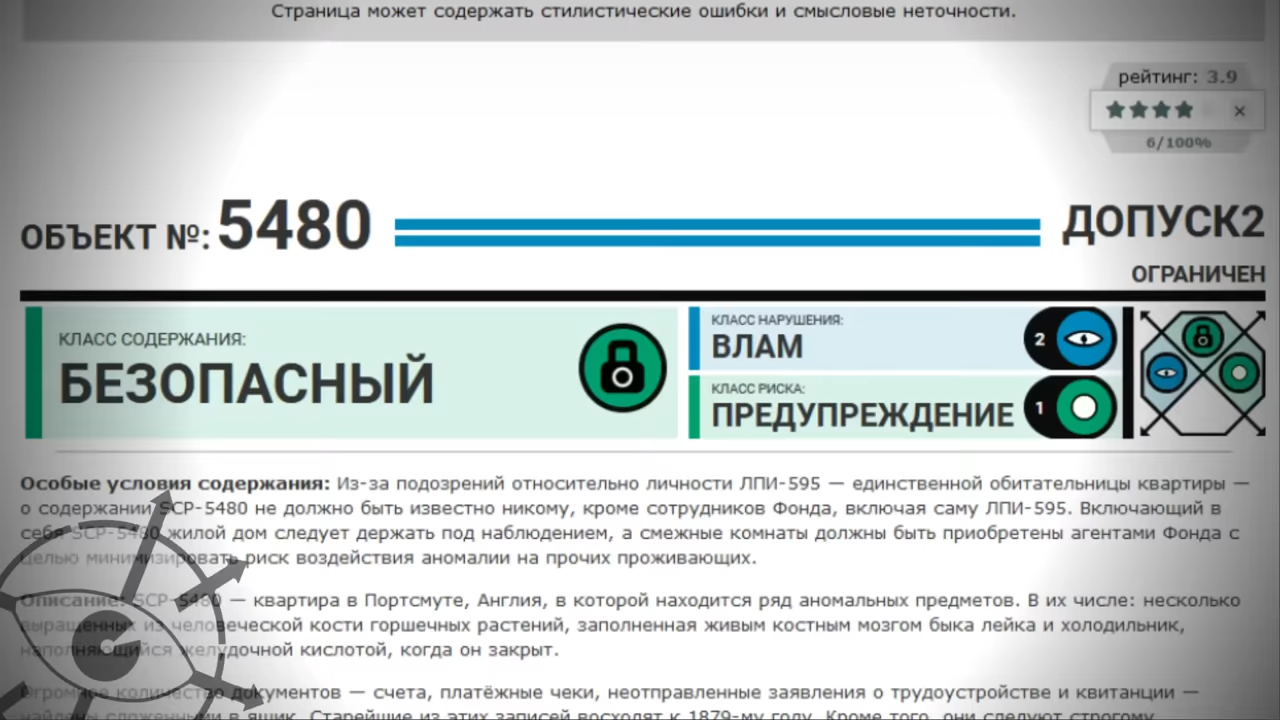 Страница может содержать стилистические ошибки и смысловые неточности.
рейтинг: 3.9
×
6/100%
ОБЪЕКТ №: 5480
ДОПУСК2
ОГРАНИЧЕН
КЛАСС СОДЕРЖАНИЯ:
БЕЗОПАСНЫЙ
КЛАСС НАРУШЕНИЯ:
ВЛАМ
2
КЛАСС РИСКА:
ПРЕДУПРЕЖДЕНИЕ
1
Особые условия содержания: Из-за подозрений относительно личности ЛПИ-595 — единственной обитательницы квартиры —
о содержании SCP-5480 не должно быть известно никому, кроме сотрудников Фонда, включая саму ЛПИ-595. Включающий в
себя SCP-5480 жилой дом следует держать под наблюдением, а смежные комнаты должны быть приобретены агентами Фонда с
целью минимизировать риск воздействия аномалии на прочих проживающих.
Описание: SCP-5480 — квартира в Портсмуте, Англия, в которой находится ряд аномальных предметов. В их числе: несколько
выращенных из человеческой кости горшечных растений, заполненная живым костным мозгом быка лейка и холодильник,
наполняющийся желудочной кислотой, когда он закрыт.
Огромное количество документов — счета, платёжные чеки, неотправленные заявления о трудоустройстве и квитанции —
найдены сложенными в ящик. Старейшие из этих записей восходят к 1879-му году. Кроме того, они следуют строгому